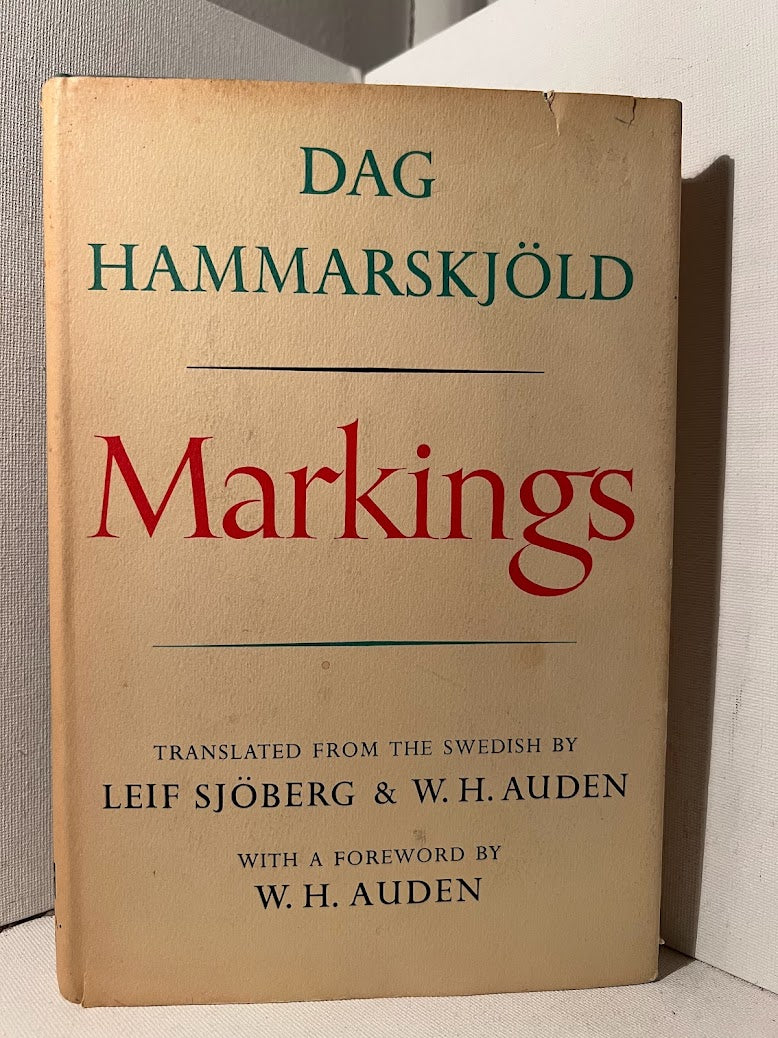 DAG
HAMMARSKJÖLD
Markings
TRANSLATED FROM THE SWEDISH BY
LEIF SJÖBERG & W. H. AUDEN
WITH A FOREWORD BY
W. H. AUDEN